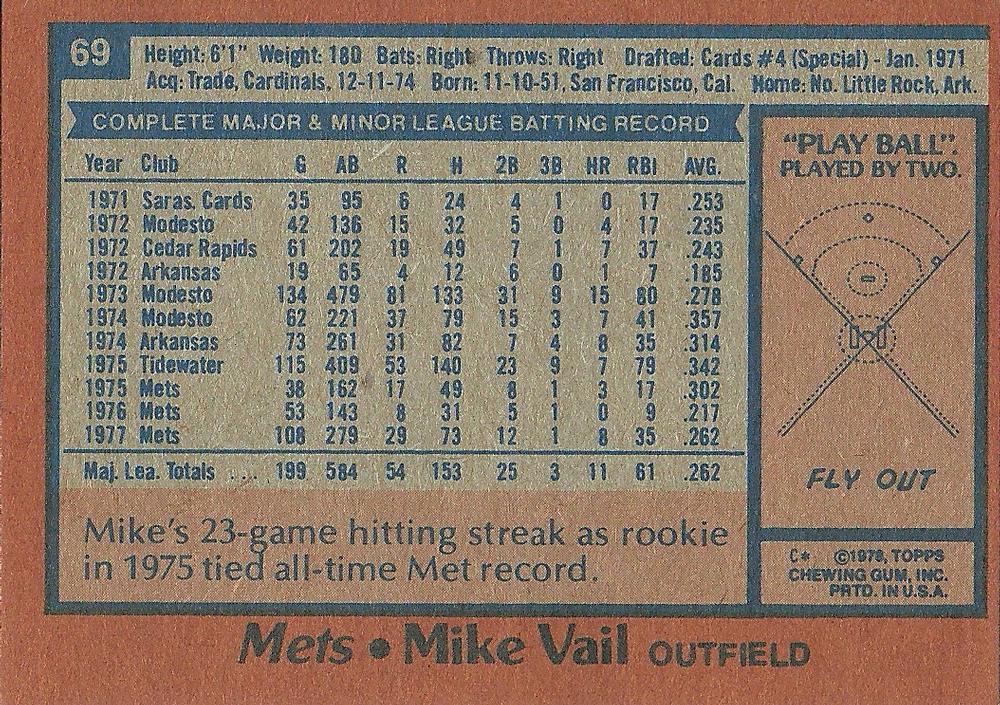 69
Height: 6'1" Weight: 180 Bats: Right Throws: Right Drafted: Cards #4 (Special) - Jan. 1971
Acq: Trade, Cardinals, 12-11-74 Born: 11-10-51, San Francisco, Cal. Home: No. Little Rock, Ark.
COMPLETE MAJOR & MINOR LEAGUE BATTING RECORD
Year Club G AB R H 2B 3B HR RBI AVG.
1971 Saras. Cards 35 95 6 24 4 1 0 17 .253
1972 Modesto 42 136 15 32 5 0 4 17 .235
1972 Cedar Rapids 61 202 19 49 7 1 7 37 .243
1972 Arkansas 19 65 4 12 6 0 1 7 .185
1973 Modesto 134 479 81 133 31 9 15 80 .278
1974 Modesto 62 221 37 79 15 3 7 41 .357
1974 Arkansas 73 261 31 82 7 4 8 35 .314
1975 Tidewater 115 409 53 140 23 9 7 79 .342
1975 Mets 38 162 17 49 8 1 3 17 .302
1976 Mets 53 143 8 31 5 1 0 9 .217
1977 Mets 108 279 29 73 12 1 8 35 .262
Maj. Lea. Totals .... 199 584 54 153 25 3 11 61 .262
Mike's 23-game hitting streak as rookie
in 1975 tied all-time Met record.
"PLAY BALL".
PLAYED BY TWO.
FLY OUT
C* ©1978, TOPPS
CHEWING GUM, INC.
PRTD. IN U.S.A.
Mets • Mike Vail OUTFIELD